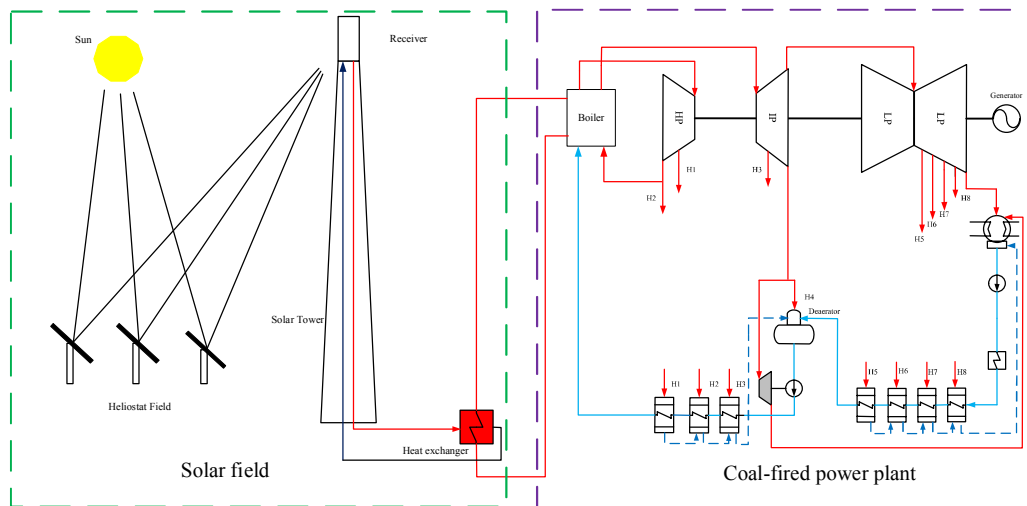 Sun
Receiver
Solar Tower
Heliostat Field
Heat exchanger
Solar field
Boiler
HP
IP
LP
LP
Generator
H1
H2
H3
H5
H6
H7
H8
H4
Deaerator
H1
H2
H3
H5
H6
H7
H8
Coal-fired power plant